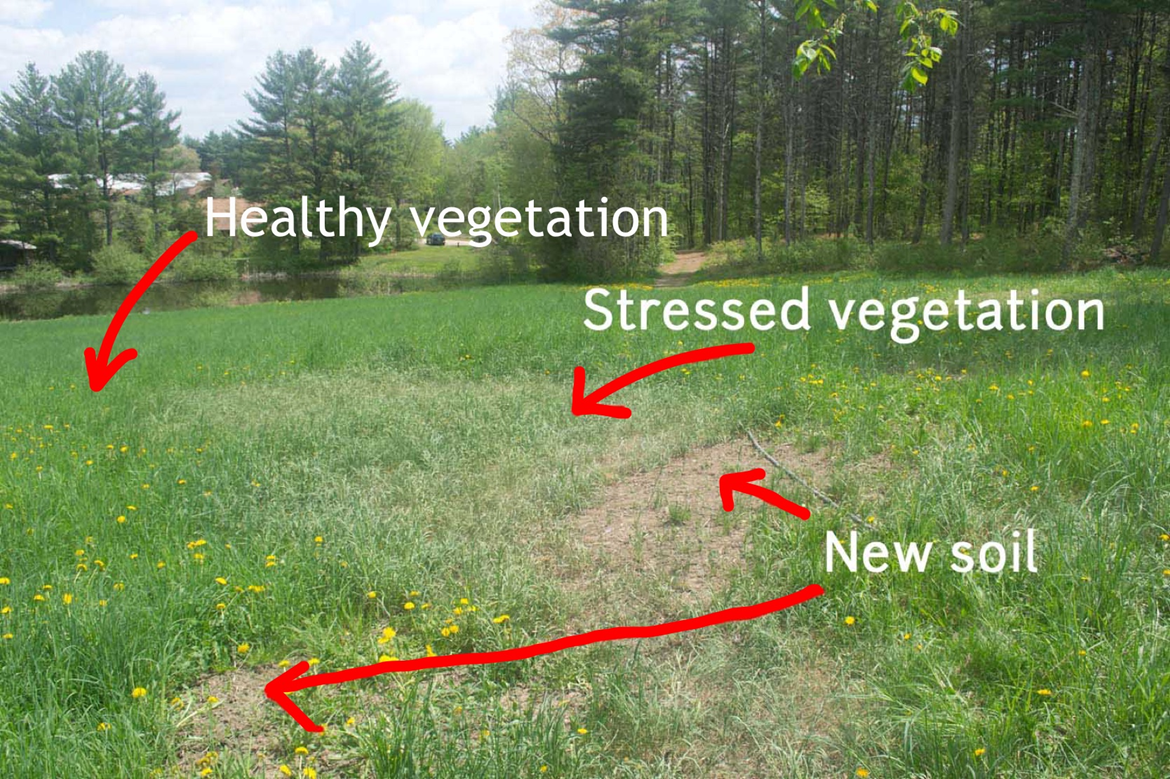 Healthy vegetation
Stressed vegetation
New soil